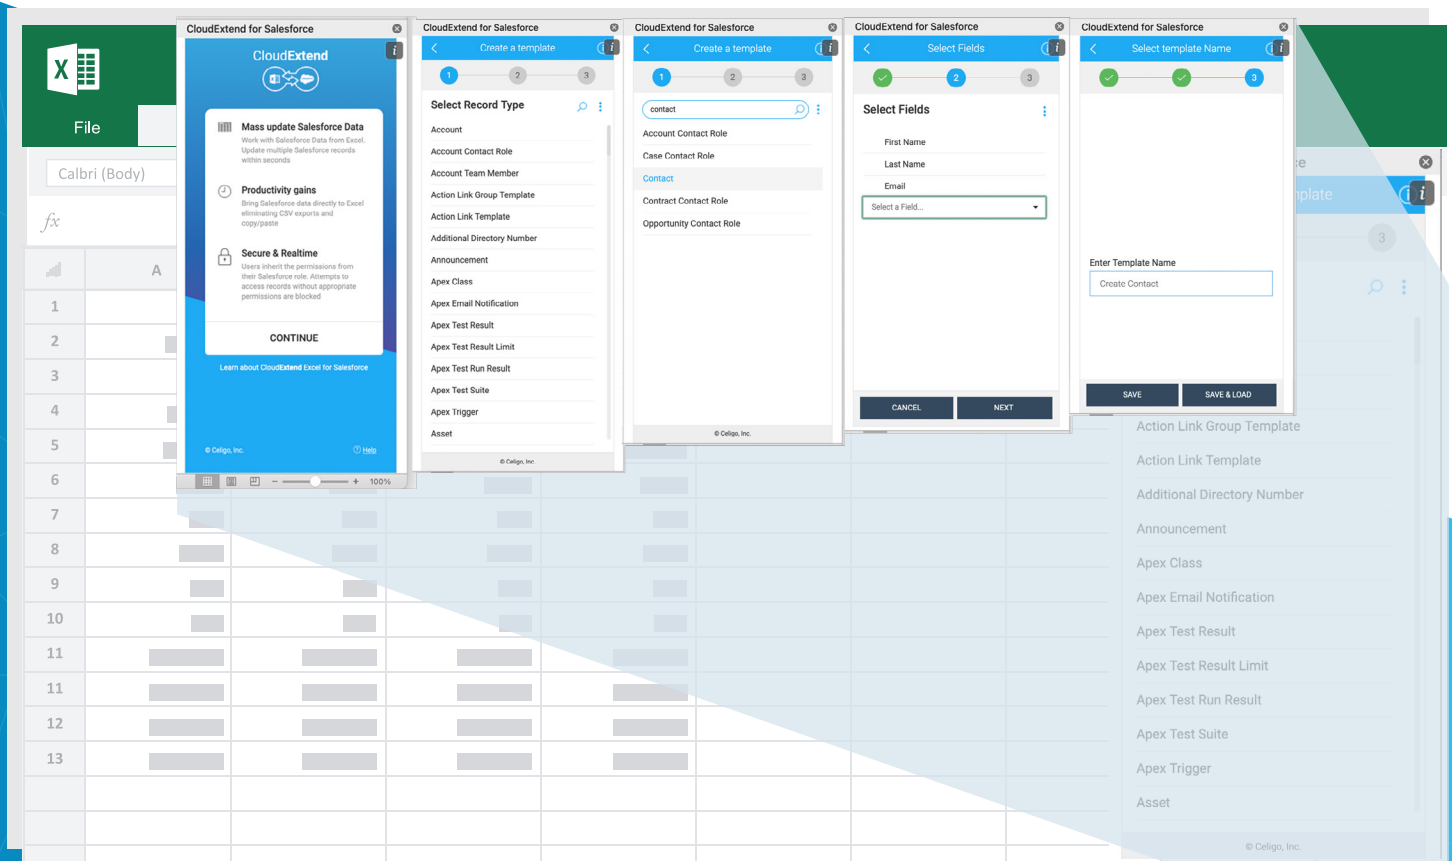 X
File
Calbri (Body)
fx
A
1
2
3
4
5
6
7
8
9
10
11
11
12
13
CloudExtend for Salesforce
i
CloudExtend
Mass update Salesforce Data
Work with Salesforce Data from Excel.
Update multiple Salesforce records
within seconds
Productivity gains
Bring Salesforce data directly to Excel
eliminating CSV exports and
copy/paste
Secure & Realtime
Users inherit the permissions from
their Salesforce role. Attempts to
access records without appropriate
permissions are blocked
CONTINUE
Learn about CloudExtend Excel for Salesforce
© Celigo, Inc.
? Help
- + 100%
CloudExtend for Salesforce
Create a template
i
1 2 3
Select Record Type
Account
Account Contact Role
Account Team Member
Action Link Group Template
Action Link Template
Additional Directory Number
Announcement
Apex Class
Apex Email Notification
Apex Test Result
Apex Test Result Limit
Apex Test Run Result
Apex Test Suite
Apex Trigger
Asset
© Celigo, Inc.
CloudExtend for Salesforce
Create a template
i
1 2 3
contact
Account Contact Role
Case Contact Role
Contact
Contract Contact Role
Opportunity Contact Role
© Celigo, Inc.
CloudExtend for Salesforce
Select Fields
i
2 3
Select Fields
First Name
Last Name
Email
Select a Field...
CANCEL NEXT
CloudExtend for Salesforce
Select template Name
i
3
Enter Template Name
Create Contact
SAVE SAVE & LOAD
ce
mplate
i
3
Action Link Group Template
Action Link Template
Additional Directory Number
Announcement
Apex Class
Apex Email Notification
Apex Test Result
Apex Test Result Limit
Apex Test Run Result
Apex Test Suite
Apex Trigger
Asset
© Celigo, Inc.